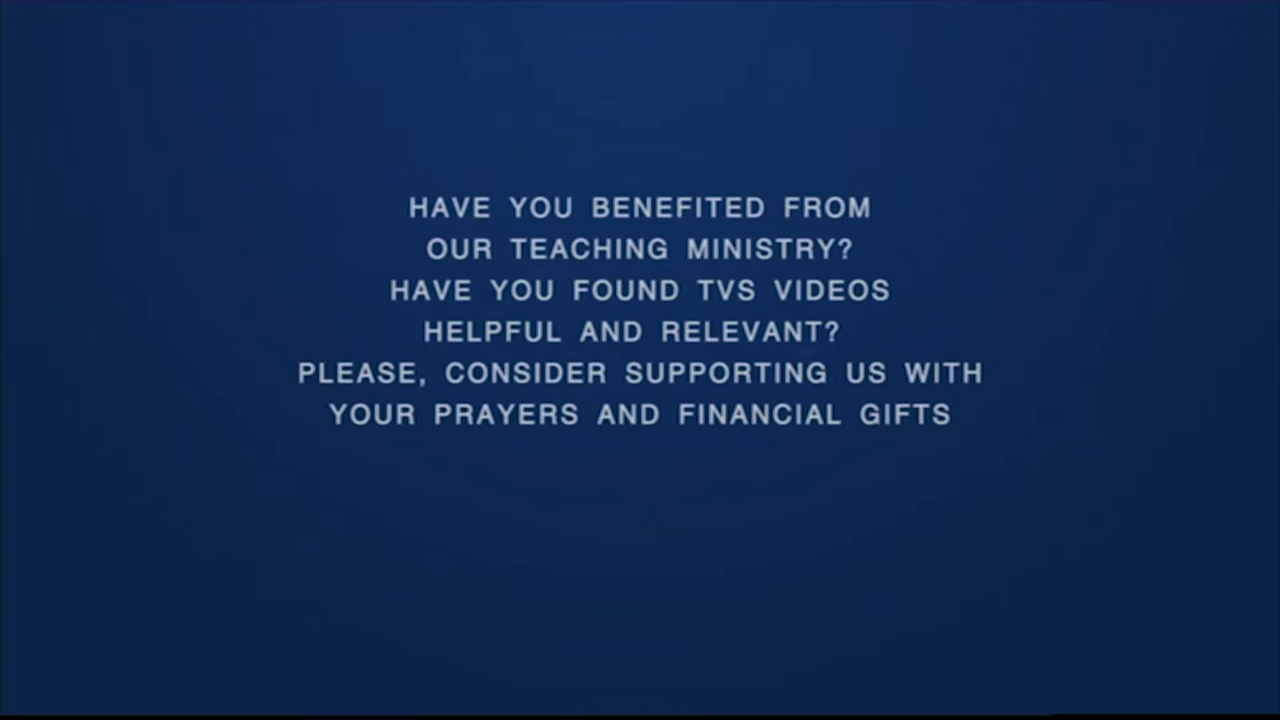 HAVE YOU BENEFITED FROM
OUR TEACHING MINISTRY?
HAVE YOU FOUND TVS VIDEOS
HELPFUL AND RELEVANT?
PLEASE, CONSIDER SUPPORTING US WITH
YOUR PRAYERS AND FINANCIAL GIFTS